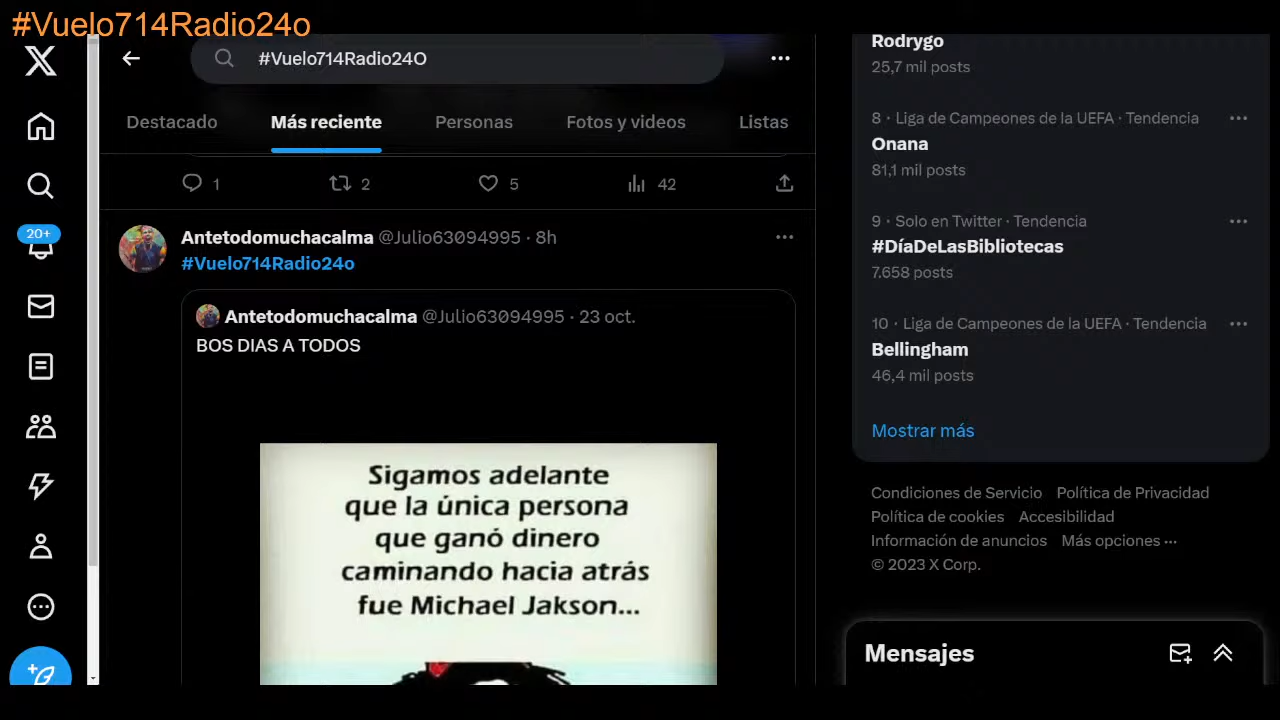 #Vuelo714Radio24o
#Vuelo714Radio24O
Destacado Más reciente Personas Fotos y videos Listas
1 2 5 42
20+
Antetodomuchacalma @Julio63094995 · 8h
#Vuelo714Radio24o
Antetodomuchacalma @Julio63094995 · 23 oct.
BOS DIAS A TODOS
Sigamos adelante
que la única persona
que ganó dinero
caminando hacia atrás
fue Michael Jakson...
Rodrygo
25,7 mil posts
8 · Liga de Campeones de la UEFA · Tendencia
Onana
81,1 mil posts
9 · Solo en Twitter · Tendencia
#DíaDeLasBibliotecas
7.658 posts
10 · Liga de Campeones de la UEFA · Tendencia
Bellingham
46,4 mil posts
Mostrar más
Condiciones de Servicio Política de Privacidad
Política de cookies Accesibilidad
Información de anuncios Más opciones ···
© 2023 X Corp.
Mensajes